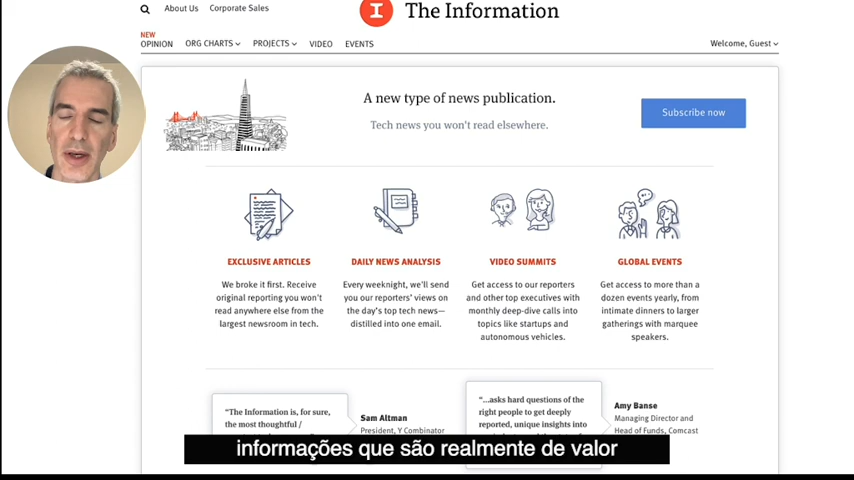 About Us
Corporate Sales
The Information
NEW
OPINION
ORG CHARTS
PROJECTS
VIDEO
EVENTS
Welcome, Guest
A new type of news publication.
Tech news you won't read elsewhere.
Subscribe now
EXCLUSIVE ARTICLES
We broke it first. Receive
original reporting you won't
read anywhere else from the
largest newsroom in tech.
DAILY NEWS ANALYSIS
Every weeknight, we'll send
you our reporters' views on
the day's top tech news—
distilled into one email.
VIDEO SUMMITS
Get access to our reporters
and other top executives with
monthly deep-dive calls into
topics like startups and
autonomous vehicles.
GLOBAL EVENTS
Get access to more than a
dozen events yearly, from
intimate dinners to larger
gatherings with marquee
speakers.
“The Information is, for sure,
the most thoughtful /
Sam Altman
President, Y Combinator
“...asks hard questions of the
right people to get deeply
reported, unique insights into
Amy Banse
Managing Director and
Head of Funds, Comcast
informações que são realmente de valor